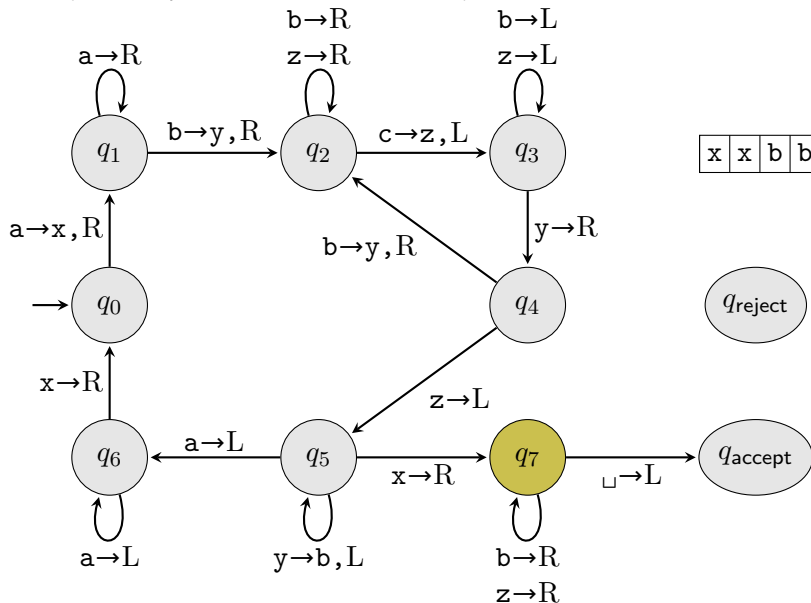 b→R
b→L
a→R
z→R
z→L
q1
b→y,R
q2
c→z,L
q3
x x b b
a→x,R
b→y,R
y→R
q0
q4
qreject
x→R
z→L
q6
a→L
q5
x→R
q7
␣→L
qaccept
a→L
y→b,L
b→R
z→R